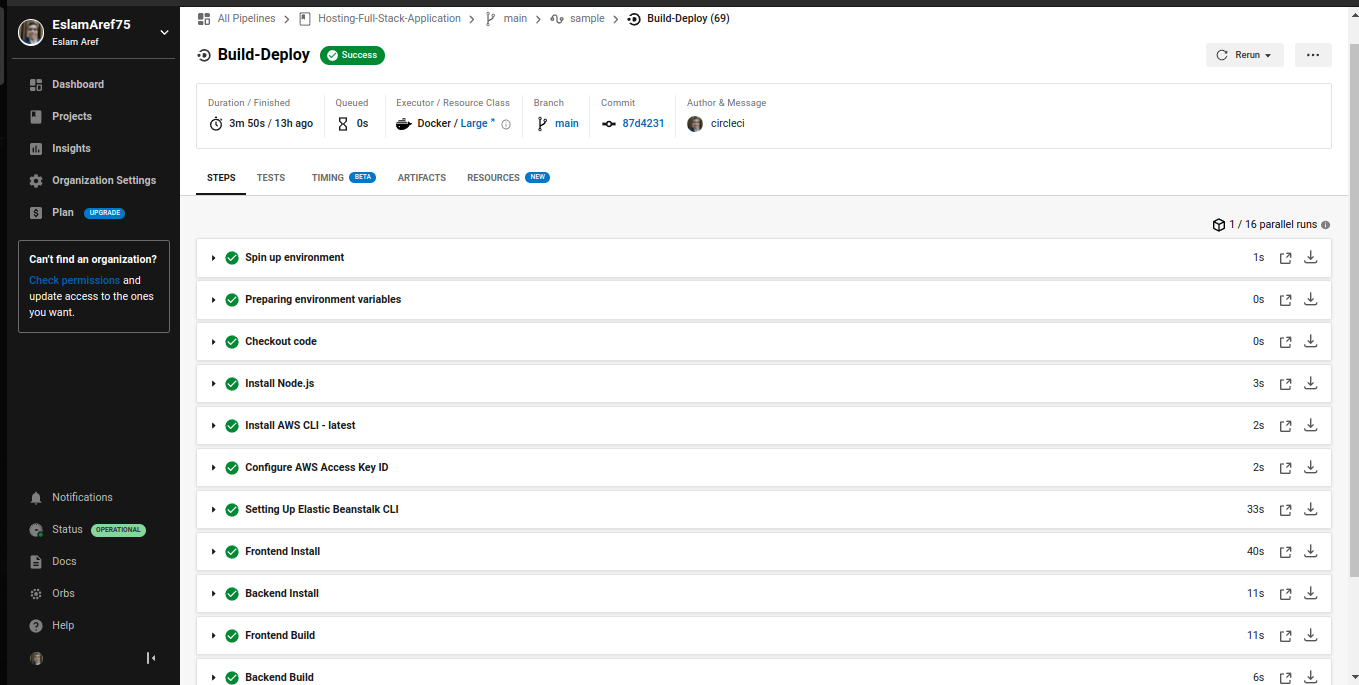 EslamAref75
Eslam Aref
Dashboard
Projects
Insights
Organization Settings
Plan UPGRADE
Can't find an organization?
Check permissions and
update access to the ones
you want.
Notifications
Status OPERATIONAL
Docs
Orbs
Help
All Pipelines Hosting-Full-Stack-Application main sample Build-Deploy (69)
Build-Deploy Success
Rerun
Duration / Finished Queued Executor / Resource Class Branch Commit Author & Message
3m 50s / 13h ago 0s Docker / Large * main 87d4231 circleci
STEPS TESTS TIMING BETA ARTIFACTS RESOURCES NEW
1 / 16 parallel runs
Spin up environment 1s
Preparing environment variables 0s
Checkout code 0s
Install Node.js 3s
Install AWS CLI - latest 2s
Configure AWS Access Key ID 2s
Setting Up Elastic Beanstalk CLI 33s
Frontend Install 40s
Backend Install 11s
Frontend Build 11s
Backend Build 6s